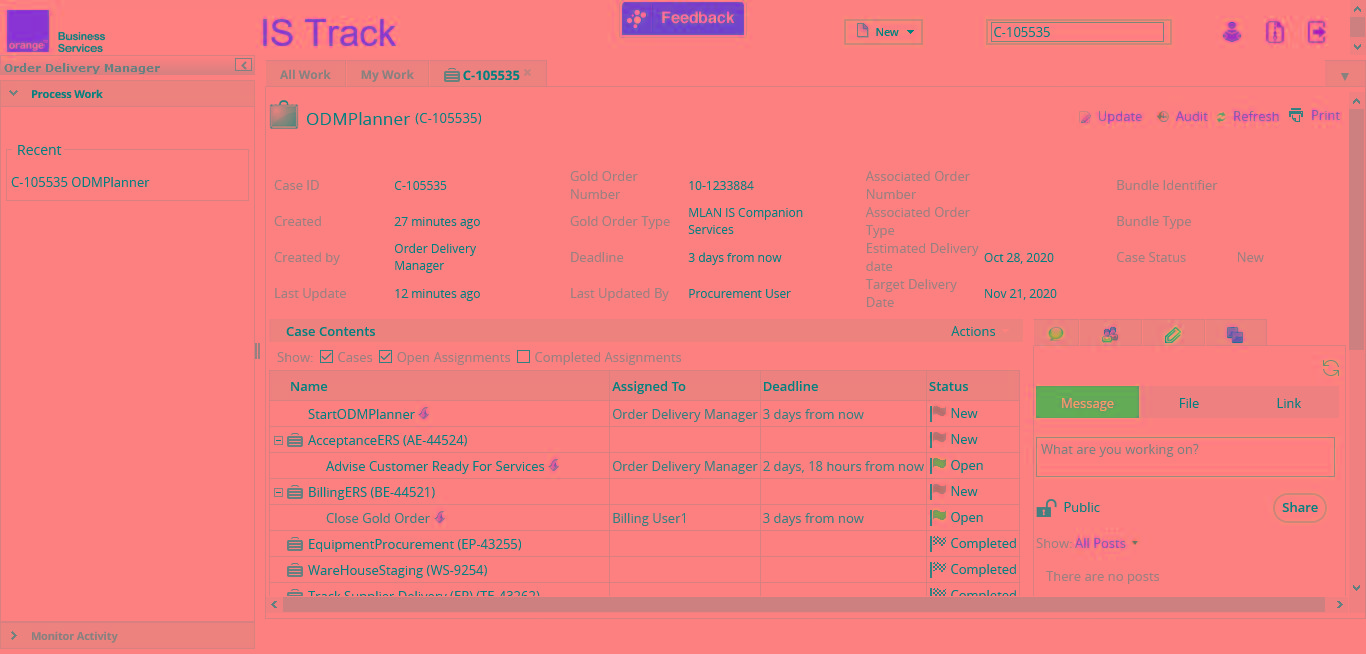 orange
Business
Services
IS Track
Feedback
New
C-105535
Order Delivery Manager
Process Work
Recent
C-105535 ODMPlanner
Monitor Activity
All Work
My Work
C-105535
ODMPlanner (C-105535)
Update
Audit
Refresh
Print
Case ID
C-105535
Gold Order
Number
10-1233884
Associated Order
Number
Bundle Identifier
Created
27 minutes ago
Gold Order Type
MLAN IS Companion
Services
Associated Order
Type
Bundle Type
Created by
Order Delivery
Manager
Deadline
3 days from now
Estimated Delivery
date
Oct 28, 2020
Case Status
New
Last Update
12 minutes ago
Last Updated By
Procurement User
Target Delivery
Date
Nov 21, 2020
Case Contents
Actions
Show: Cases Open Assignments Completed Assignments
Name Assigned To Deadline Status
StartODMPlanner Order Delivery Manager 3 days from now New
AcceptanceERS (AE-44524) New
Advise Customer Ready For Services Order Delivery Manager 2 days, 18 hours from now Open
BillingERS (BE-44521) New
Close Gold Order Billing User1 3 days from now Open
EquipmentProcurement (EP-43255) Completed
WareHouseStaging (WS-9254) Completed
Track Supplier Delivery (EP) (TE-43262) Completed
Message
File
Link
What are you working on?
Public
Share
Show: All Posts
There are no posts